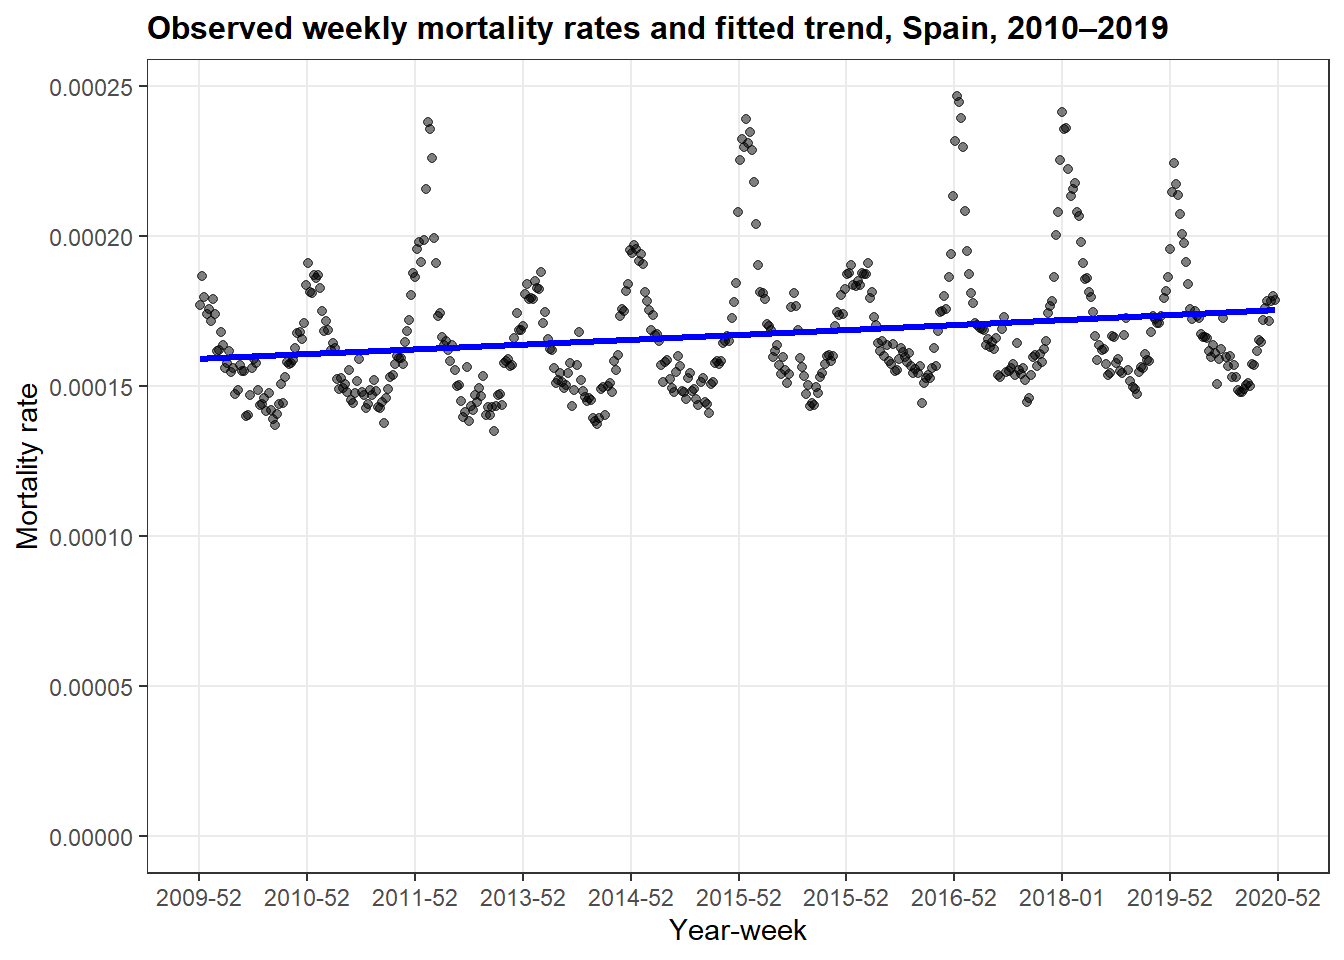 Observed weekly mortality rates and fitted trend, Spain, 2010–2019
0.00025
0.00020
0.00015
0.00010
0.00005
0.00000
Mortality rate
2009-52 2010-52 2011-52 2013-52 2014-52 2015-52 2015-52 2016-52 2018-01 2019-52 2020-52
Year-week